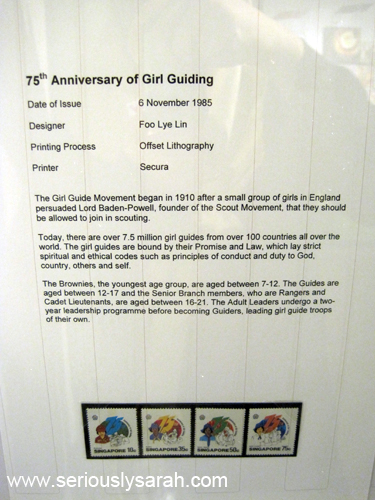 75th Anniversary of Girl Guiding
Date of Issue 6 November 1985
Designer Foo Lye Lin
Printing Process Offset Lithography
Printer Secura
The Girl Guide Movement began in 1910 after a small group of girls in England
persuaded Lord Baden-Powell, founder of the Scout Movement, that they should
be allowed to join in scouting.
Today, there are over 7.5 million girl guides from over 100 countries all over the
world. The girl guides are bound by their Promise and Law, which lay strict
spiritual and ethical codes such as principles of conduct and duty to God,
country, others and self.
The Brownies, the youngest age group, are aged between 7-12. The Guides are
aged between 12-17 and the Senior Branch members, who are Rangers and
Cadet Lieutenants, are aged between 16-21. The Adult Leaders undergo a two-
year leadership programme before becoming Guiders, leading girl guide troops
of their own.
SINGAPORE 10c SINGAPORE 35c SINGAPORE 50c SINGAPORE 75c
www.seriouslysarah.com